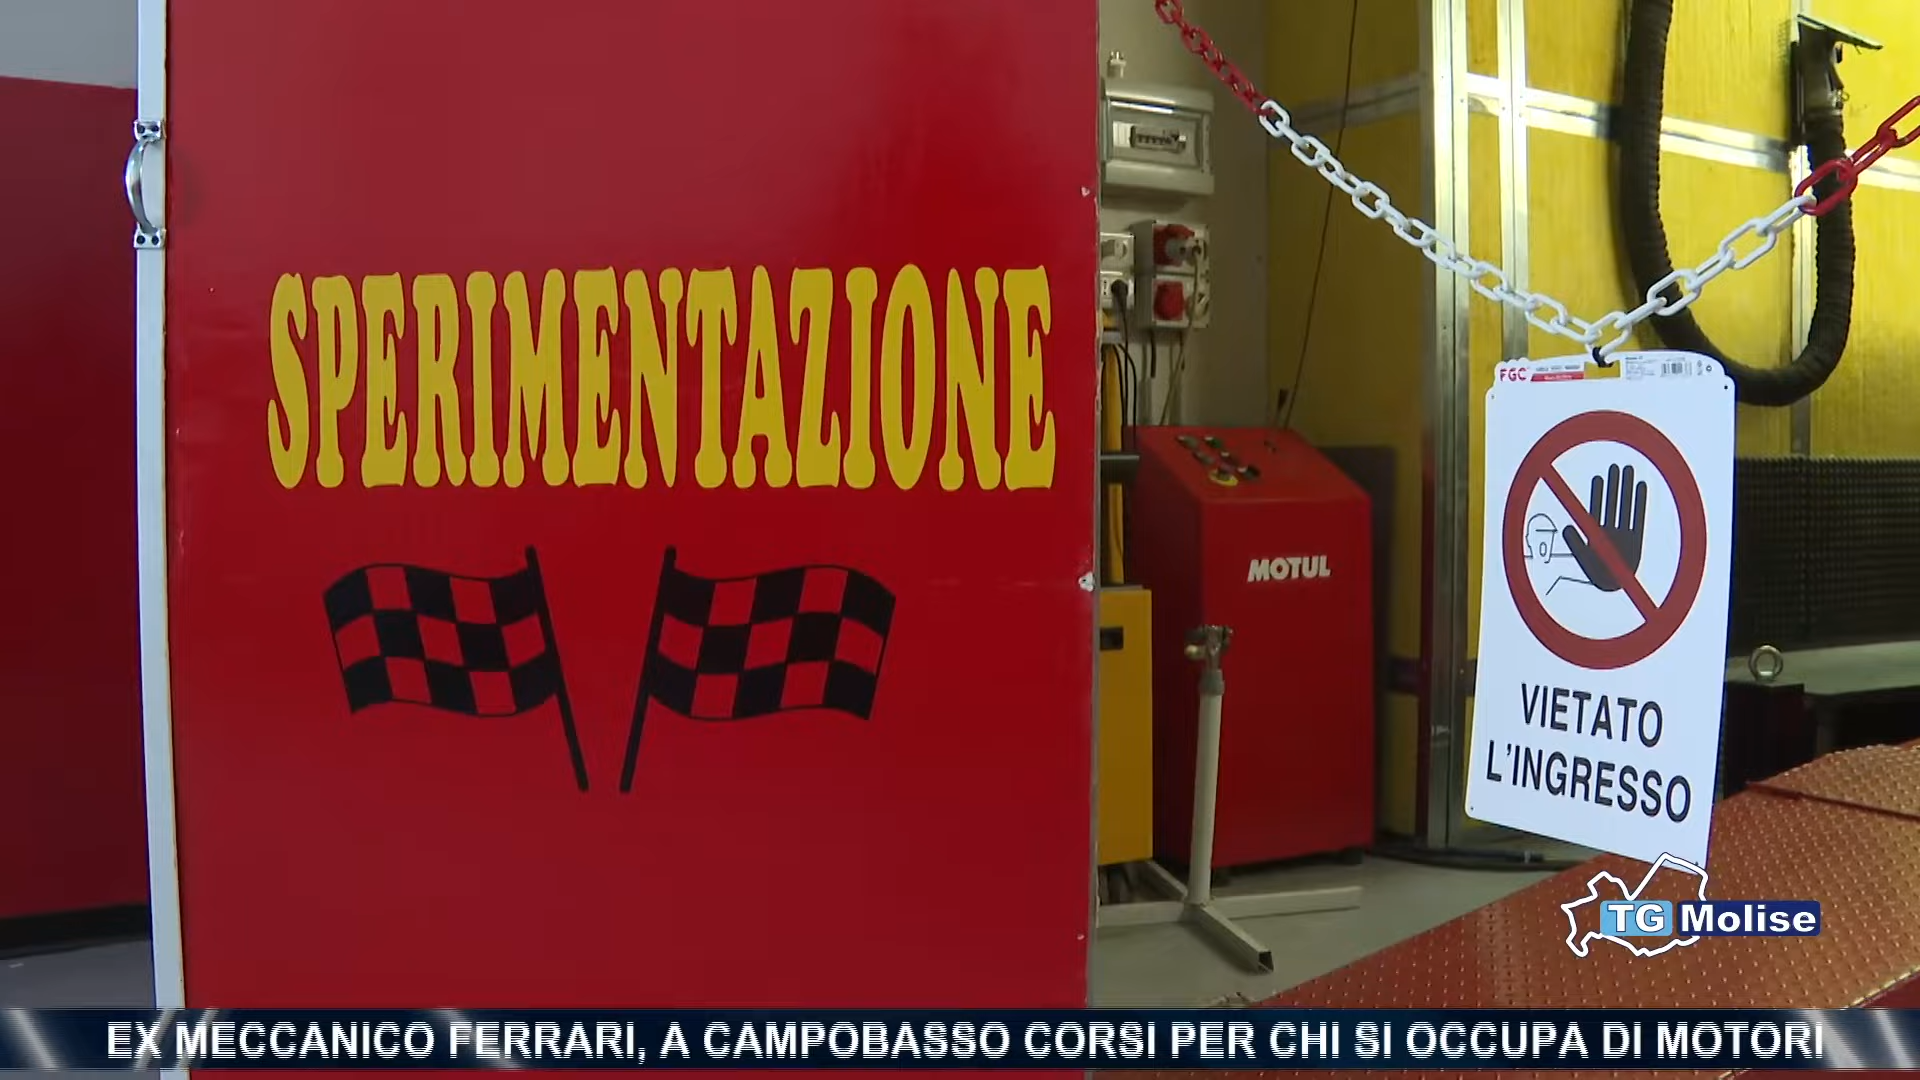 SPERIMENTAZIONE
MOTUL
FGC
VIETATO
L'INGRESSO
TG Molise
EX MECCANICO FERRARI, A CAMPOBASSO CORSI PER CHI SI OCCUPA DI MOTORI